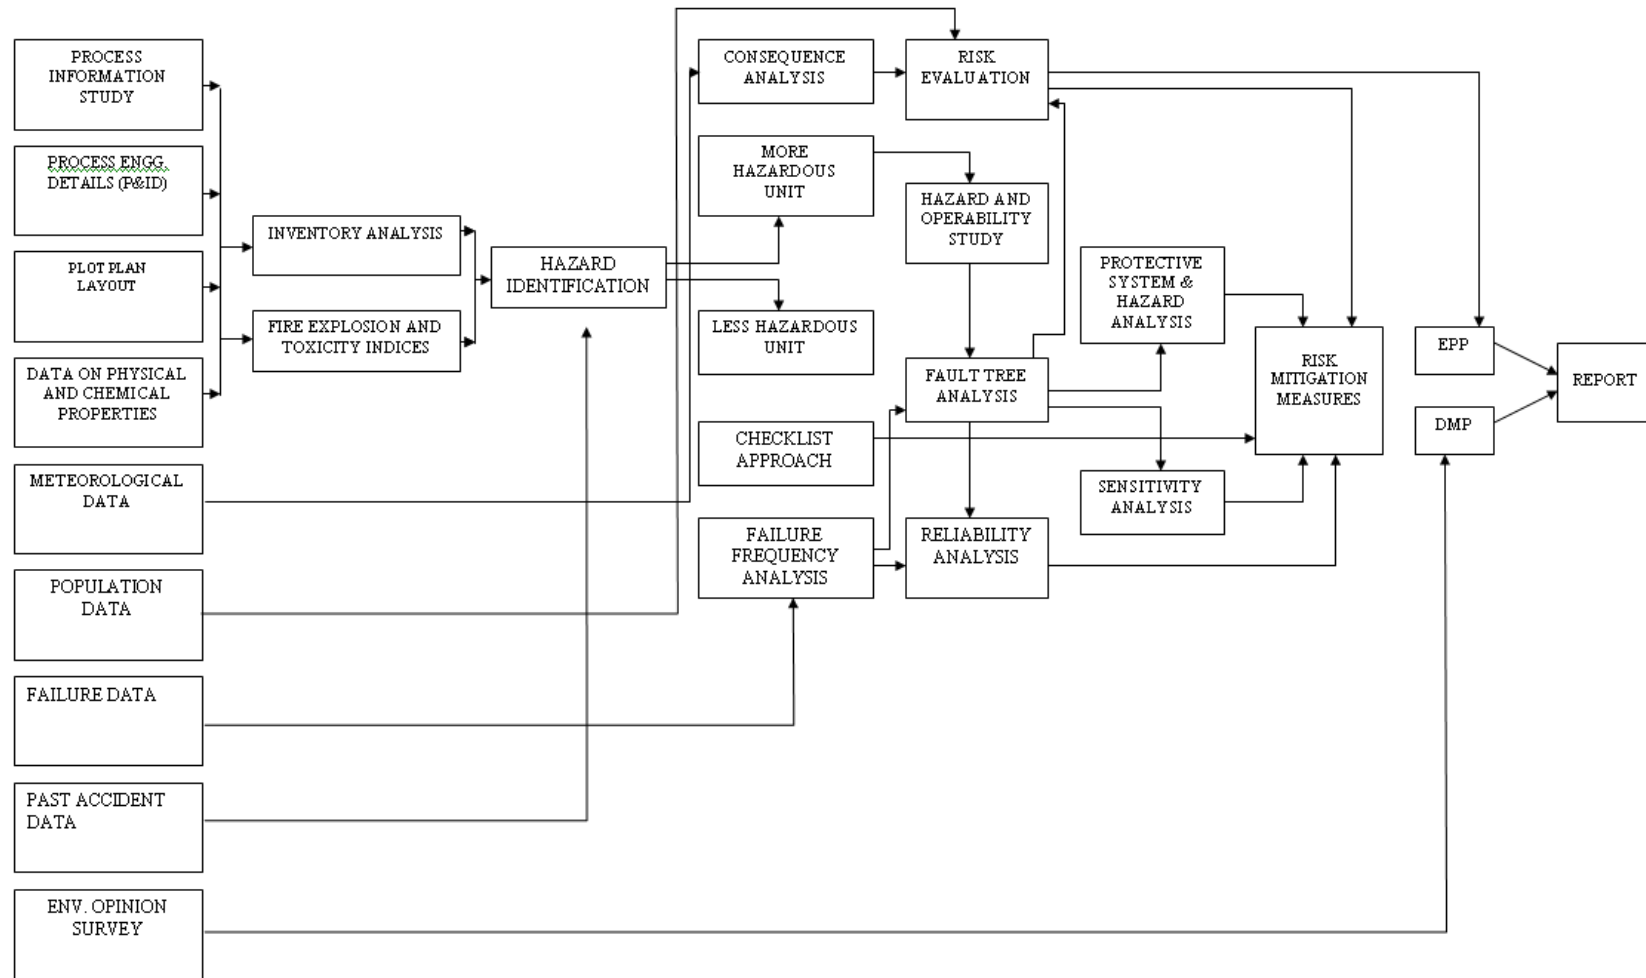 PROCESS
INFORMATION
STUDY
PROCESS ENGG.
DETAILS (P&ID)
PLOT PLAN
LAYOUT
DATA ON PHYSICAL
AND CHEMICAL
PROPERTIES
METEOROLOGICAL
DATA
POPULATION
DATA
FAILURE DATA
PAST ACCIDENT
DATA
ENV. OPINION
SURVEY
INVENTORY ANALYSIS
FIRE EXPLOSION AND
TOXICITY INDICES
HAZARD
IDENTIFICATION
CONSEQUENCE
ANALYSIS
MORE
HAZARDOUS
UNIT
LESS HAZARDOUS
UNIT
CHECKLIST
APPROACH
FAILURE
FREQUENCY
ANALYSIS
RISK
EVALUATION
HAZARD AND
OPERABILITY
STUDY
FAULT TREE
ANALYSIS
RELIABILITY
ANALYSIS
PROTECTIVE
SYSTEM &
HAZARD
ANALYSIS
SENSITIVITY
ANALYSIS
RISK
MITIGATION
MEASURES
EPP
DMP
REPORT